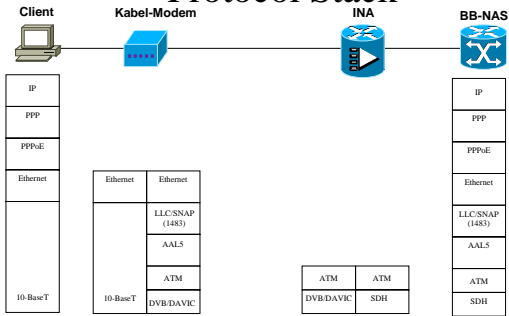 Protocol Stack
Client
Kabel-Modem
INA
BB-NAS
IP
PPP
PPPoE
Ethernet
10-BaseT
Ethernet
10-BaseT
Ethernet
LLC/SNAP
(1483)
AAL5
ATM
DVB/DAVIC
ATM
DVB/DAVIC
ATM
SDH
IP
PPP
PPPoE
Ethernet
LLC/SNAP
(1483)
AAL5
ATM
SDH